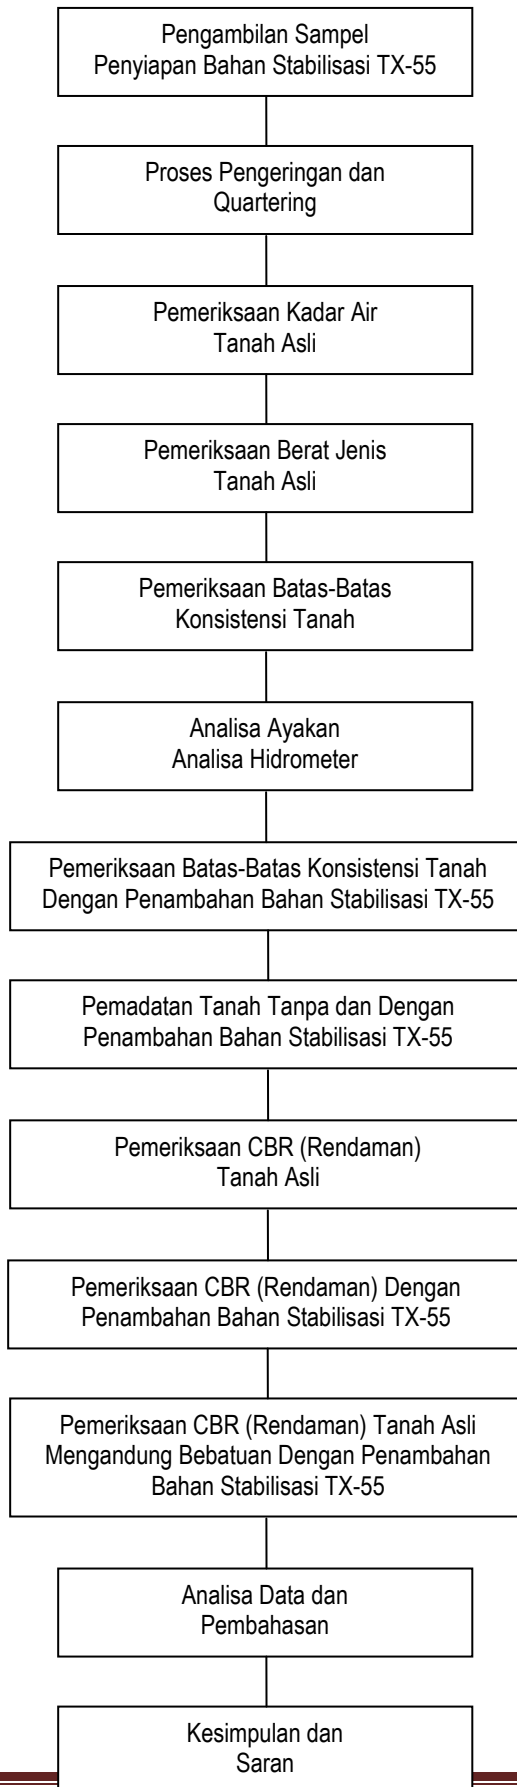 Pengambilan Sampel
Penyiapan Bahan Stabilisasi TX-55
Proses Pengeringan dan
Quartering
Pemeriksaan Kadar Air
Tanah Asli
Pemeriksaan Berat Jenis
Tanah Asli
Pemeriksaan Batas-Batas
Konsistensi Tanah
Analisa Ayakan
Analisa Hidrometer
Pemeriksaan Batas-Batas Konsistensi Tanah
Dengan Penambahan Bahan Stabilisasi TX-55
Pemadatan Tanah Tanpa dan Dengan
Penambahan Bahan Stabilisasi TX-55
Pemeriksaan CBR (Rendaman)
Tanah Asli
Pemeriksaan CBR (Rendaman) Dengan
Penambahan Bahan Stabilisasi TX-55
Pemeriksaan CBR (Rendaman) Tanah Asli
Mengandung Bebatuan Dengan Penambahan
Bahan Stabilisasi TX-55
Analisa Data dan
Pembahasan
Kesimpulan dan
Saran